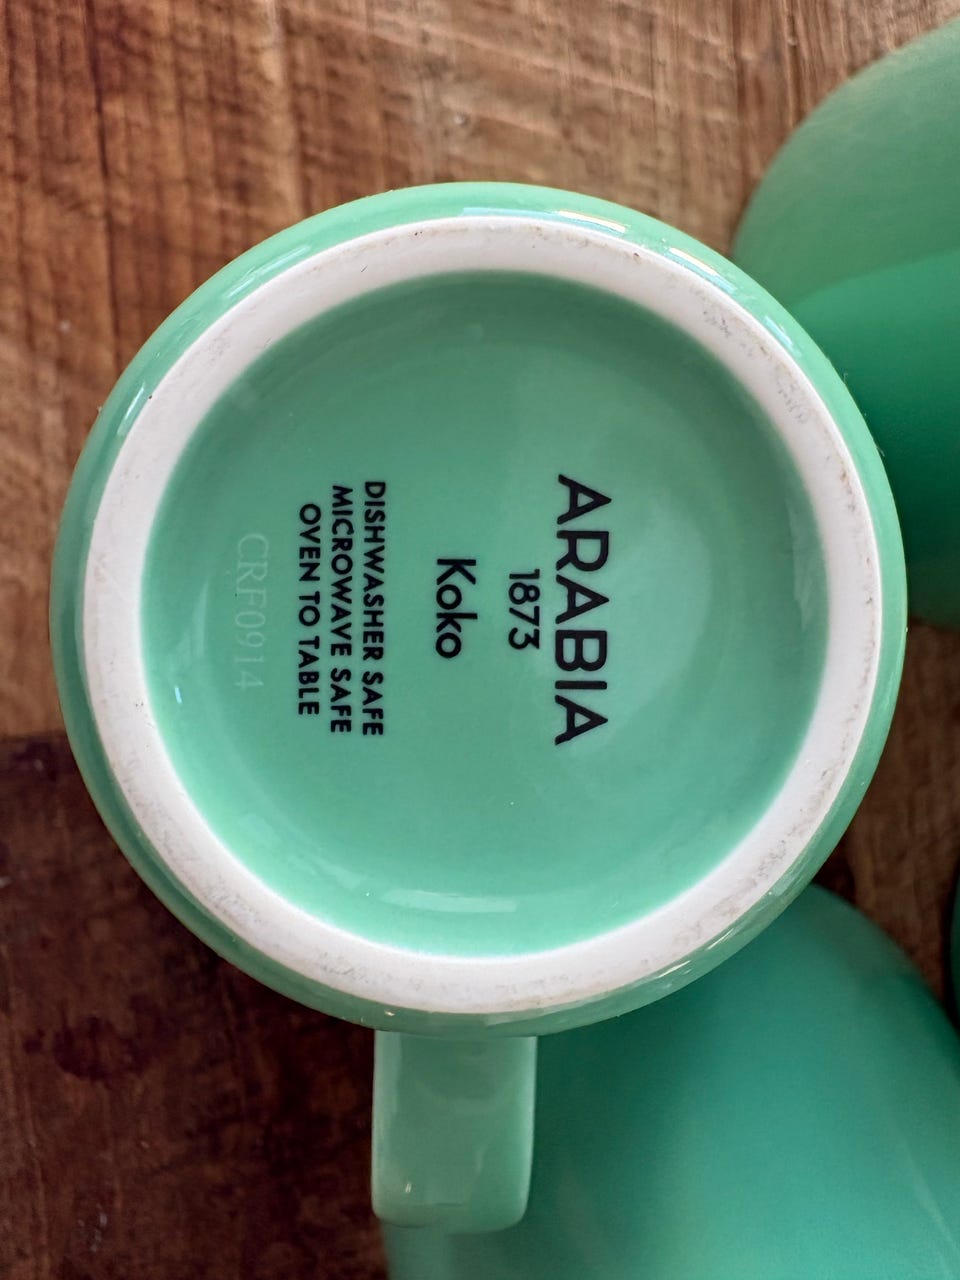 ARABIA
1873
Koko
DISHWASHER SAFE
MICROWAVE SAFE
OVEN TO TABLE
CRF0914